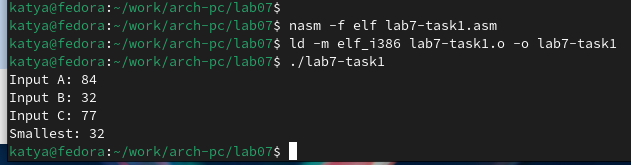 katya@fedora:~/work/arch-pc/lab07$
katya@fedora:~/work/arch-pc/lab07$ nasm -f elf lab7-task1.asm
katya@fedora:~/work/arch-pc/lab07$ ld -m elf_i386 lab7-task1.o -o lab7-task1
katya@fedora:~/work/arch-pc/lab07$ ./lab7-task1
Input A: 84
Input B: 32
Input C: 77
Smallest: 32
katya@fedora:~/work/arch-pc/lab07$